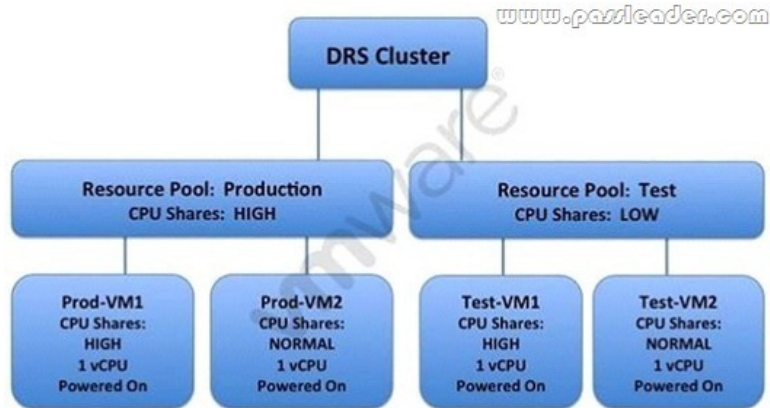 www.passleader.com
DRS Cluster
Resource Pool: Production
CPU Shares: HIGH
Resource Pool: Test
CPU Shares: LOW
Prod-VM1
CPU Shares:
HIGH
1 vCPU
Powered On
Prod-VM2
CPU Shares:
NORMAL
1 vCPU
Powered On
Test-VM1
CPU Shares:
HIGH
1 vCPU
Powered On
Test-VM2
CPU Shares:
NORMAL
1 vCPU
Powered On
vmware®